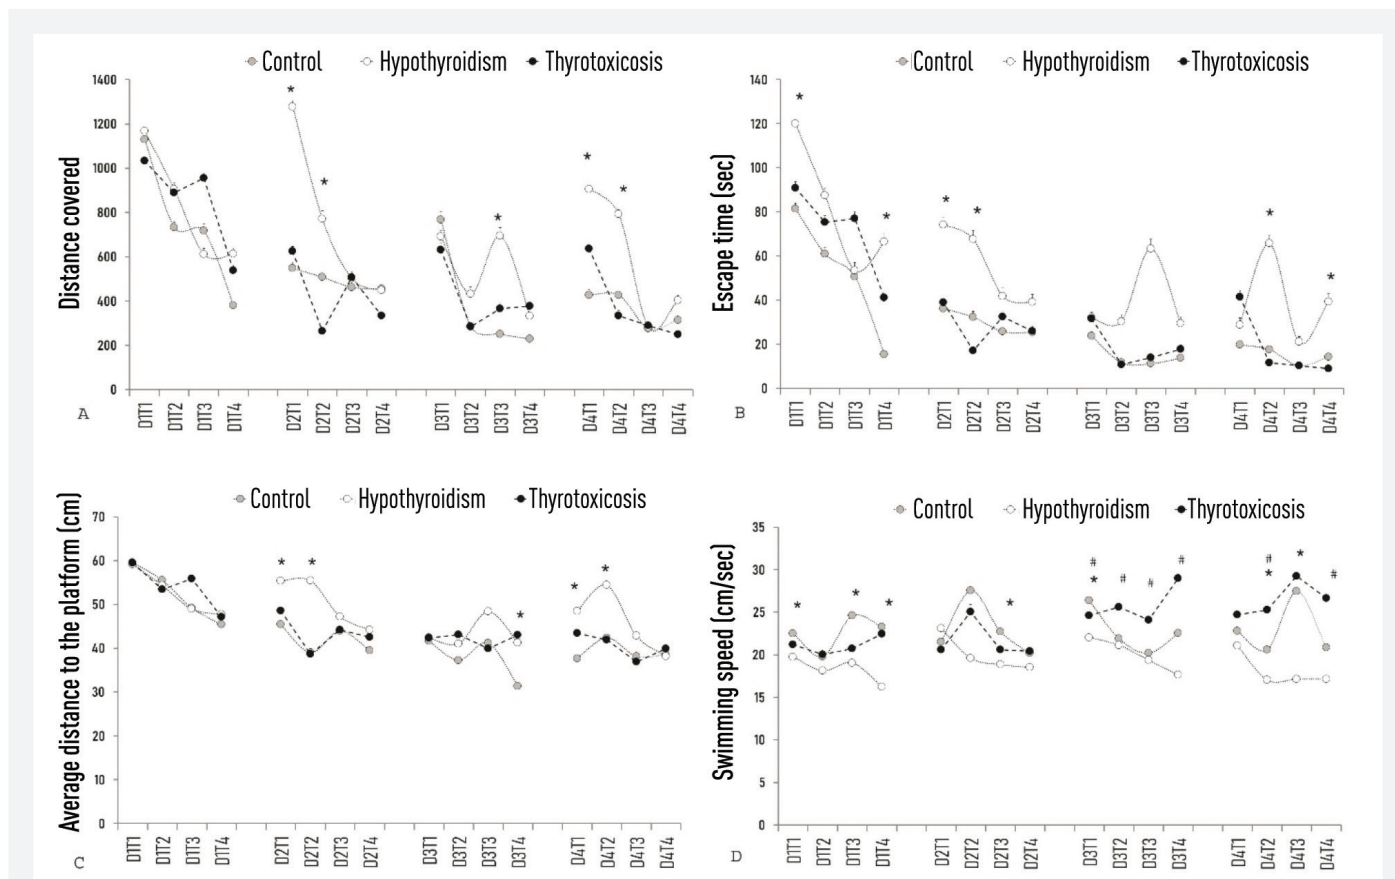 Control Hypothyroidism Thyrotoxicosis
Distance covered
1400
1200
1000
800
600
400
200
0
* * * * *
D1T1 D1T2 D1T3 D1T4 D2T1 D2T2 D2T3 D2T4 D3T1 D3T2 D3T3 D3T4 D4T1 D4T2 D4T3 D4T4
A
Control Hypothyroidism Thyrotoxicosis
Escape time (sec)
140
120
100
80
60
40
20
0
* * * * * *
D1T1 D1T2 D1T3 D1T4 D2T1 D2T2 D2T3 D2T4 D3T1 D3T2 D3T3 D3T4 D4T1 D4T2 D4T3 D4T4
B
Control Hypothyroidism Thyrotoxicosis
Average distance to the platform (cm)
70
60
50
40
30
20
10
0
* * * * *
D1T1 D1T2 D1T3 D1T4 D2T1 D2T2 D2T3 D2T4 D3T1 D3T2 D3T3 D3T4 D4T1 D4T2 D4T3 D4T4
C
Control Hypothyroidism Thyrotoxicosis
Swimming speed (cm/sec)
35
30
25
20
15
10
5
0
# # # # # * #
* * * * * *
D1T1 D1T2 D1T3 D1T4 D2T1 D2T2 D2T3 D2T4 D3T1 D3T2 D3T3 D3T4 D4T1 D4T2 D4T3 D4T4
D